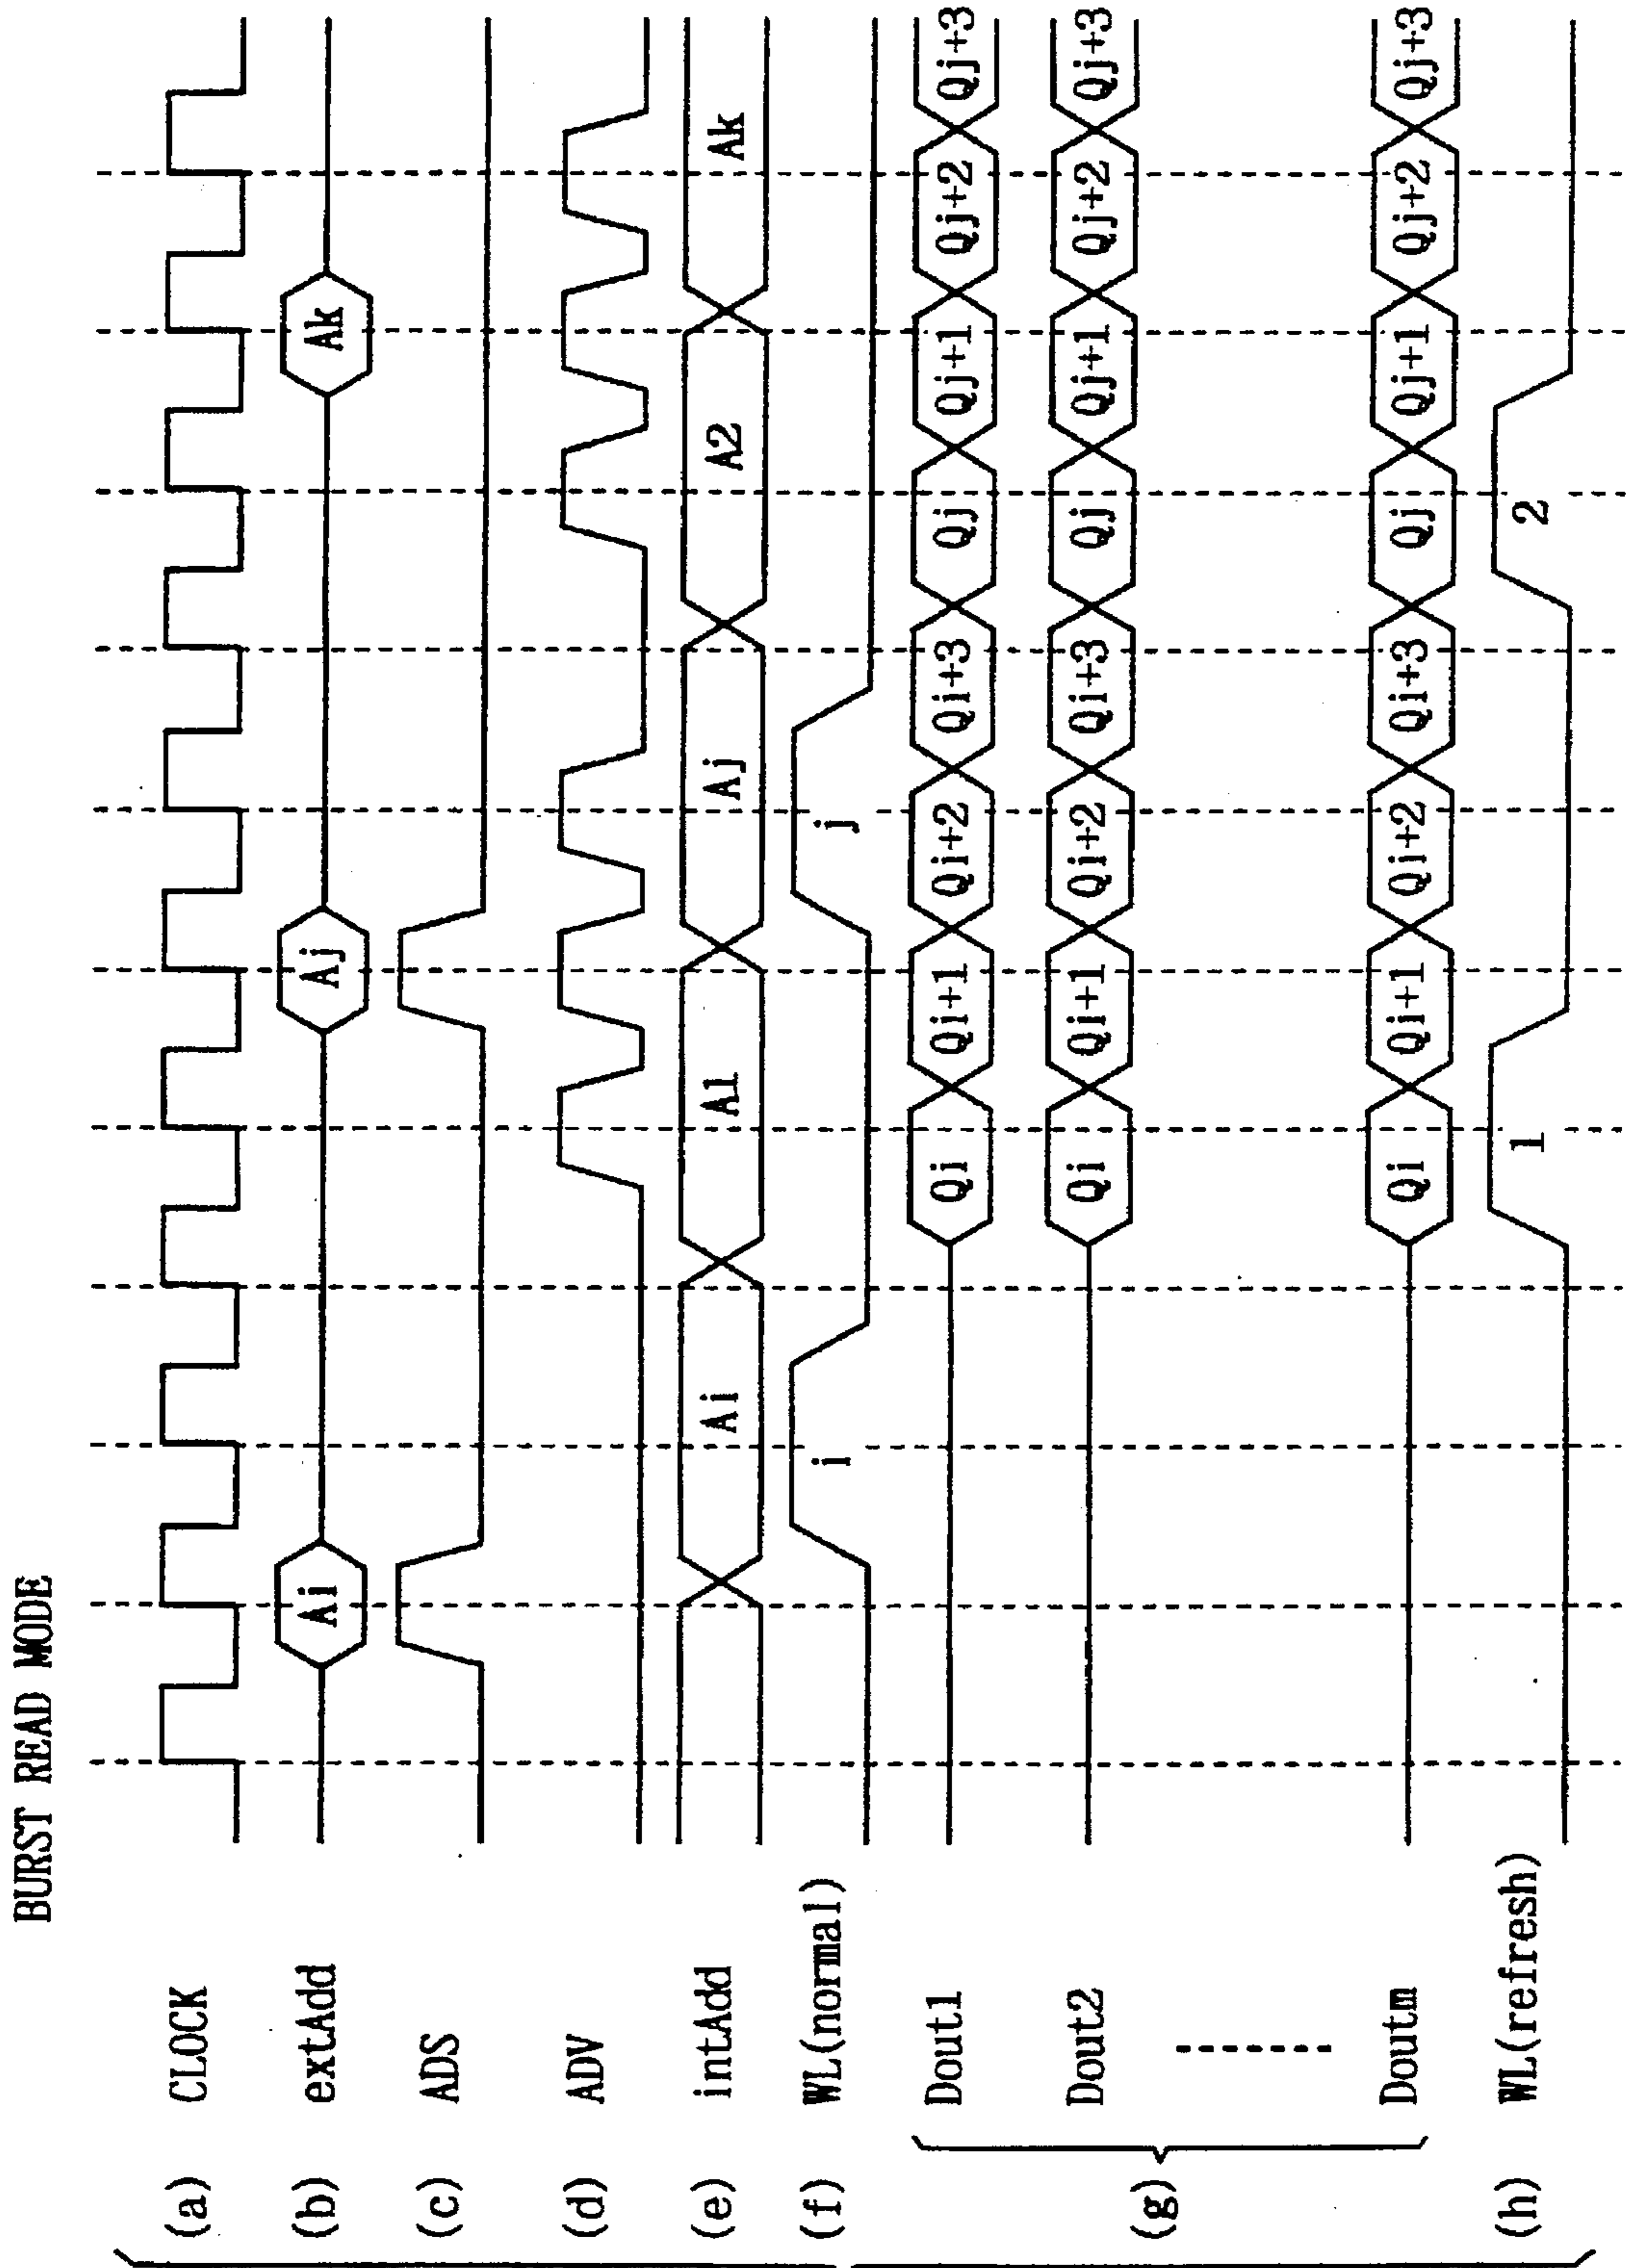 BURST READ MODE
(a) CLOCK
(b) extAdd Ai Aj Ak
(c) ADS
(d) ADV
(e) intAdd Ai A1 Aj A2 Ak
(f) WL(normal) i j
(g)
Dout1 Qi Qi+1 Qi+2 Qi+3 Qj Qj+1 Qj+2 Qj+3
Dout2 Qi Qi+1 Qi+2 Qi+3 Qj Qj+1 Qj+2 Qj+3
Doutm Qi Qi+1 Qi+2 Qi+3 Qj Qj+1 Qj+2 Qj+3
(h) WL(refresh) 1 2